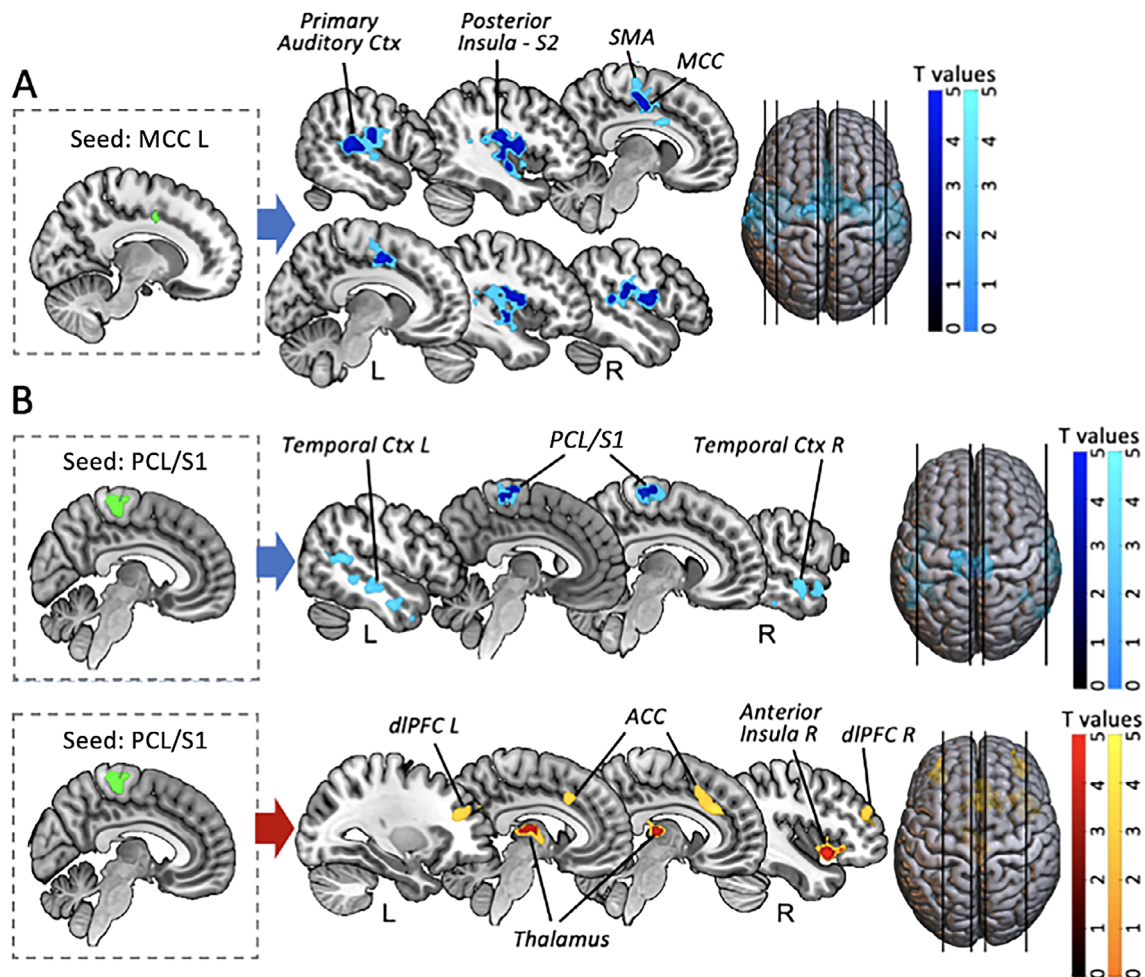 A
Seed: MCC L
Primary
Auditory Ctx
Posterior
Insula - S2
SMA
MCC
T values
0 1 2 3 4 5
0 1 2 3 4 5
L
R
B
Seed: PCL/S1
Temporal Ctx L
PCL/S1
Temporal Ctx R
T values
0 1 2 3 4 5
0 1 2 3 4 5
L
R
Seed: PCL/S1
dlPFC L
ACC
Anterior
Insula R
dlPFC R
T values
0 1 2 3 4 5
0 1 2 3 4 5
L
R
Thalamus